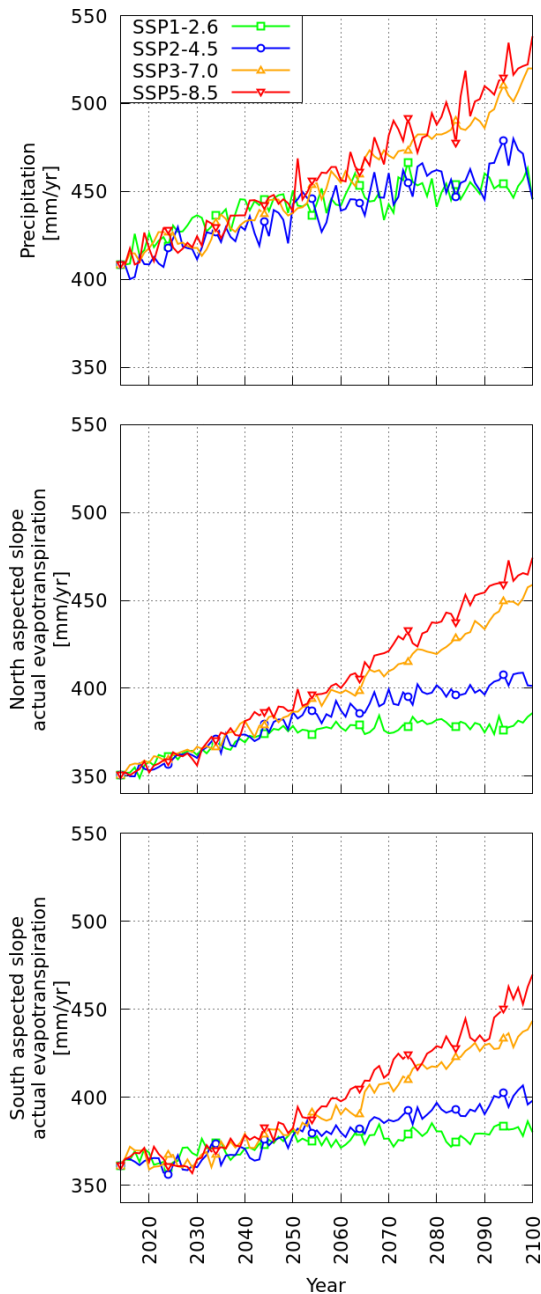 550
500
450
400
350
Precipitation
[mm/yr]
SSP1-2.6
SSP2-4.5
SSP3-7.0
SSP5-8.5
550
500
450
400
350
North aspected slope
actual evapotranspiration
[mm/yr]
550
500
450
400
350
South aspected slope
actual evapotranspiration
[mm/yr]
2020
2030
2040
2050
2060
2070
2080
2090
2100
Year